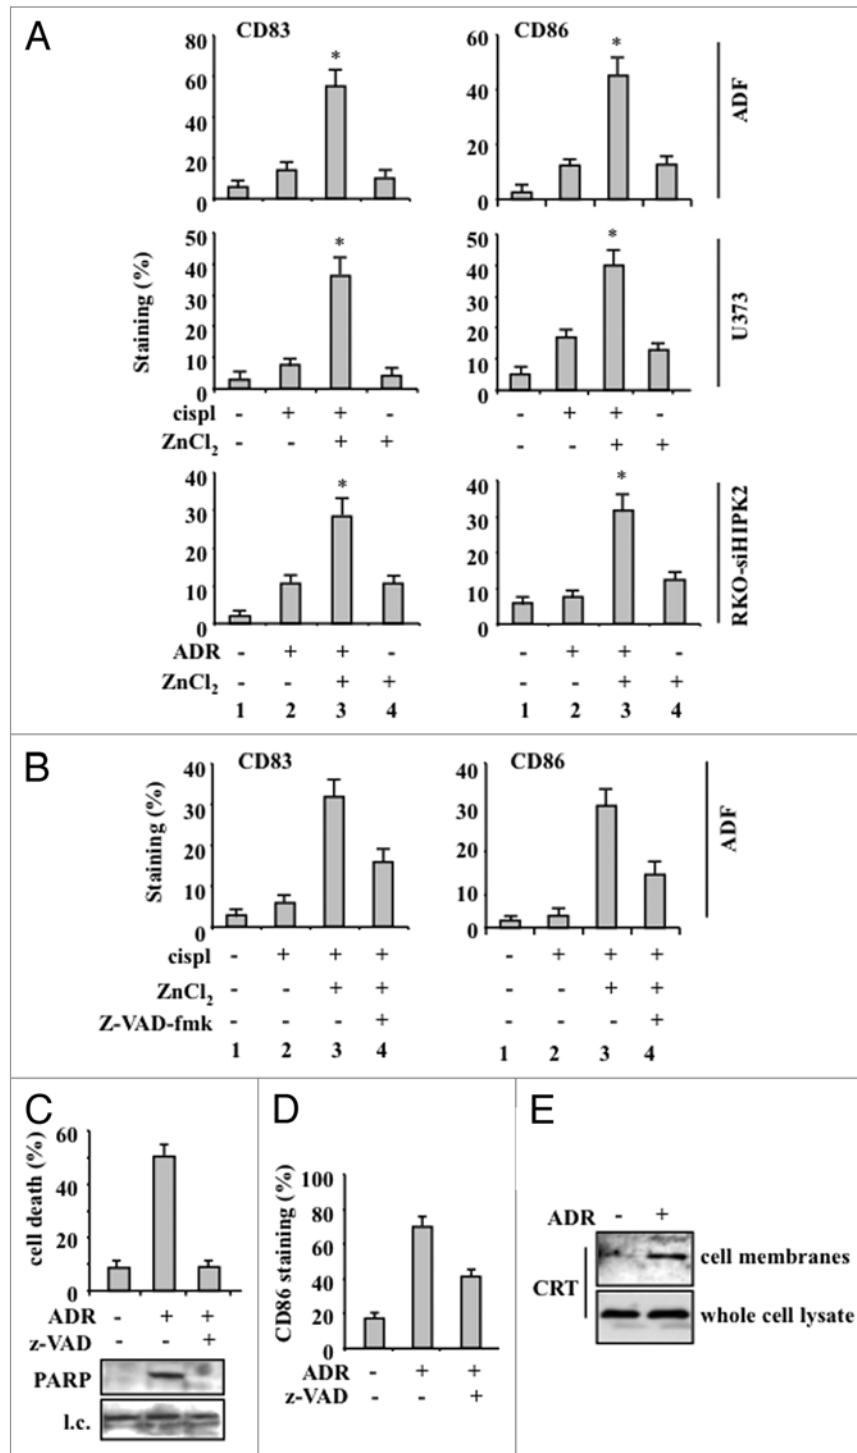 A
CD83 CD86
80 60 40 20 0
60 40 20 0
* *
ADF
Staining (%)
50 40 30 20 10 0
50 40 30 20 10 0
* *
U373
cispl - + + - - + + -
ZnCl2 - - + + - - + +
40 30 20 10 0
40 30 20 10 0
* *
RKO-siHIPK2
ADR - + + - - + + -
ZnCl2 - - + + - - + +
1 2 3 4 1 2 3 4
B
CD83 CD86
Staining (%)
40 30 20 10 0
40 30 20 10 0
ADF
cispl - + + + - + + +
ZnCl2 - - + + - - + +
Z-VAD-fmk - - - + - - - +
1 2 3 4 1 2 3 4
C
cell death (%)
60 40 20 0
ADR - + +
z-VAD - - +
PARP
l.c.
D
CD86 staining (%)
100 80 60 40 20 0
ADR - + +
z-VAD - - +
E
ADR - +
CRT
cell membranes
whole cell lysate